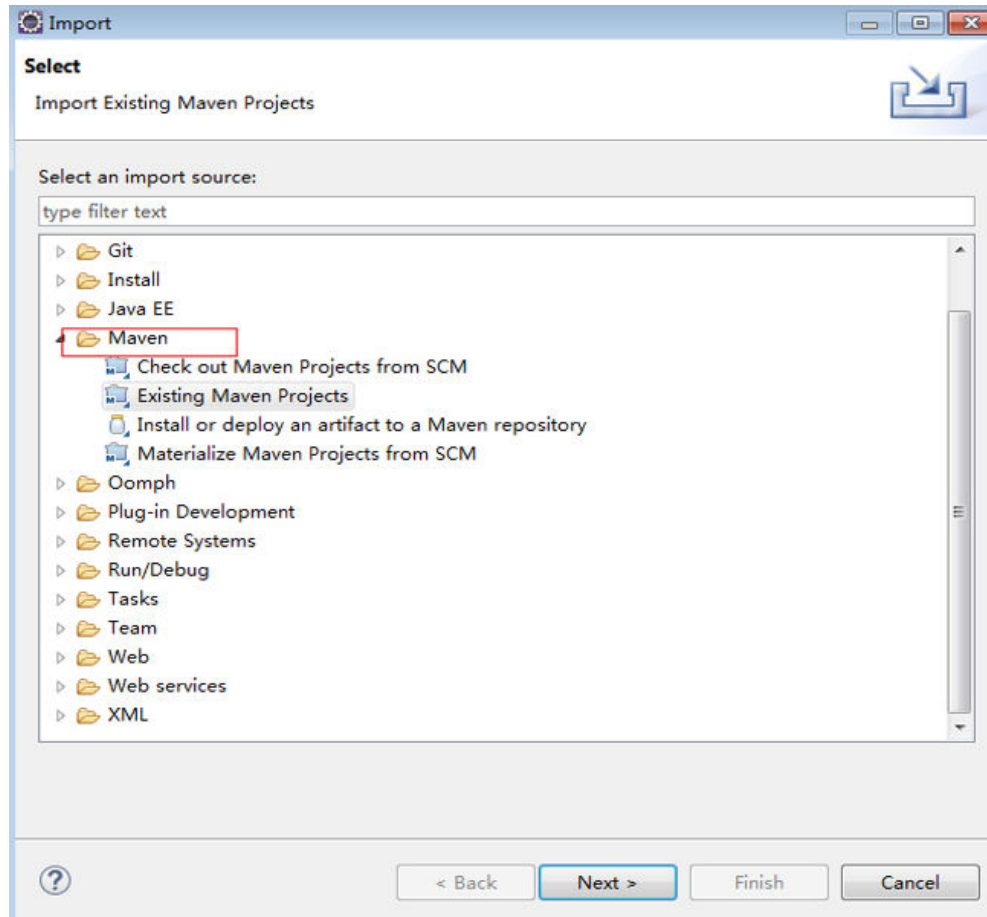 Import
Select
Import Existing Maven Projects
Select an import source:
type filter text
Git
Install
Java EE
Maven
Check out Maven Projects from SCM
Existing Maven Projects
Install or deploy an artifact to a Maven repository
Materialize Maven Projects from SCM
Oomph
Plug-in Development
Remote Systems
Run/Debug
Tasks
Team
Web
Web services
XML
?
< Back Next > Finish Cancel